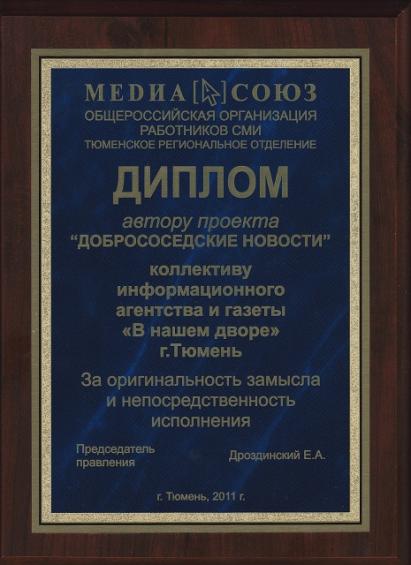 МЕDИА[]СОЮЗ
ОБЩЕРОССИЙСКАЯ ОРГАНИЗАЦИЯ
РАБОТНИКОВ СМИ
ТЮМЕНСКОЕ РЕГИОНАЛЬНОЕ ОТДЕЛЕНИЕ
ДИПЛОМ
автору проекта
“ДОБРОСОСЕДСКИЕ НОВОСТИ”
коллективу
информационного
агентства и газеты
«В нашем дворе»
г.Тюмень
За оригинальность замысла
и непосредственность
исполнения
Председатель
правления
Дроздинский Е.А.
г. Тюмень, 2011 г.